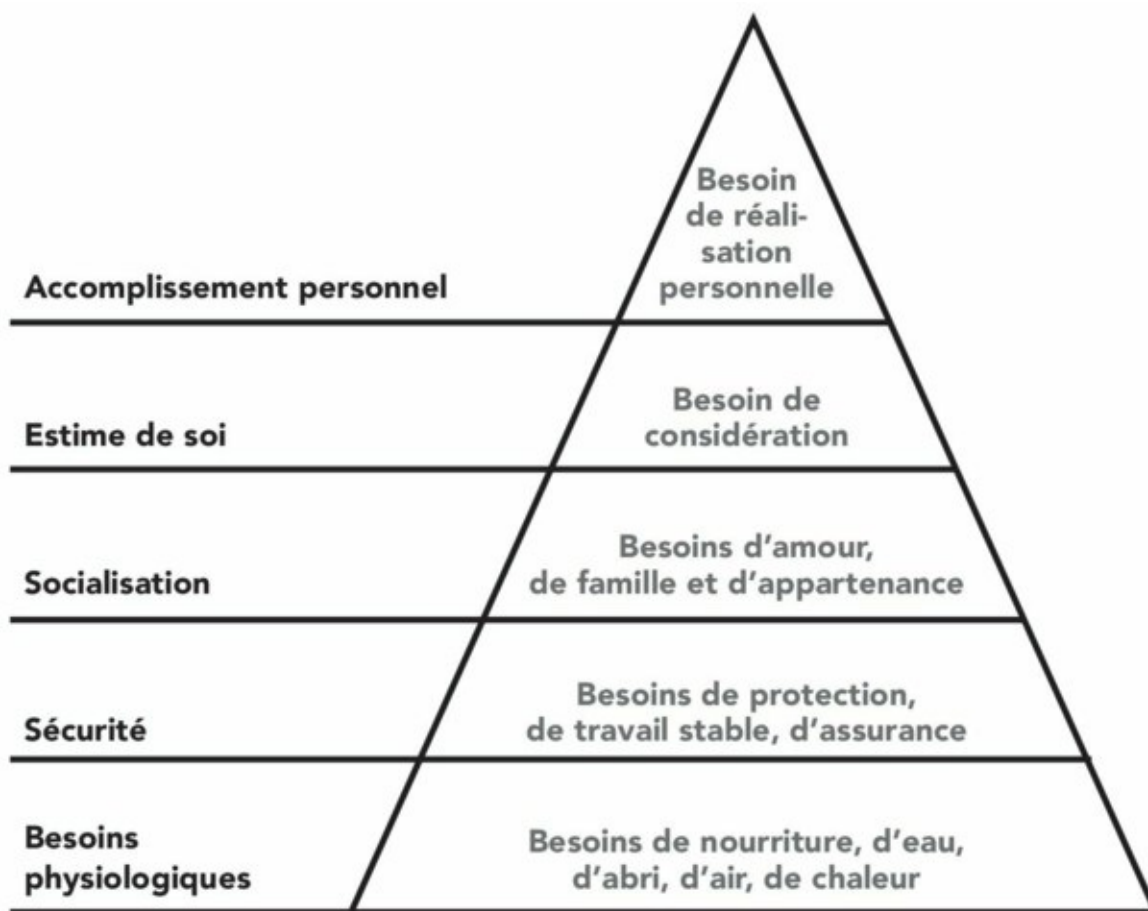 Besoin
de réali-
sation
personnelle
Accomplissement personnel
Besoin de
considération
Estime de soi
Besoins d’amour,
de famille et d’appartenance
Socialisation
Besoins de protection,
de travail stable, d’assurance
Sécurité
Besoins
physiologiques
Besoins de nourriture, d’eau,
d’abri, d’air, de chaleur